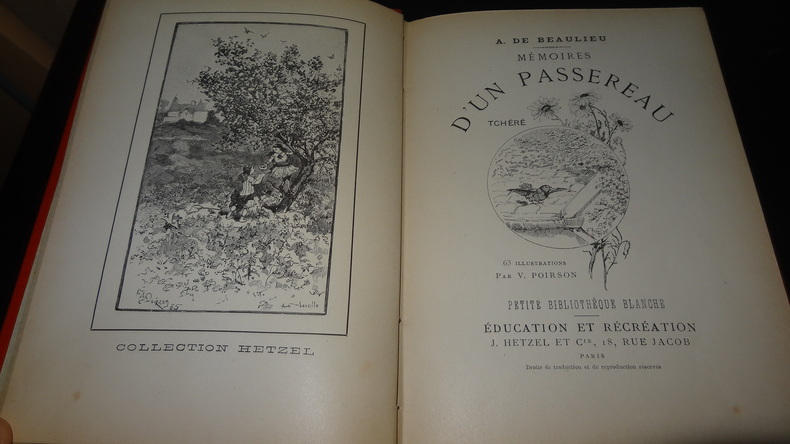 COLLECTION HETZEL
A. DE BEAULIEU
MÉMOIRES
D'UN PASSEREAU
TCHÉRÉ
63 ILLUSTRATIONS
PAR V. POIRSON
PETITE BIBLIOTHÈQUE BLANCHE
ÉDUCATION ET RÉCRÉATION
J. HETZEL ET Cie, 18, RUE JACOB
PARIS
Droits de traduction et de reproduction réservés